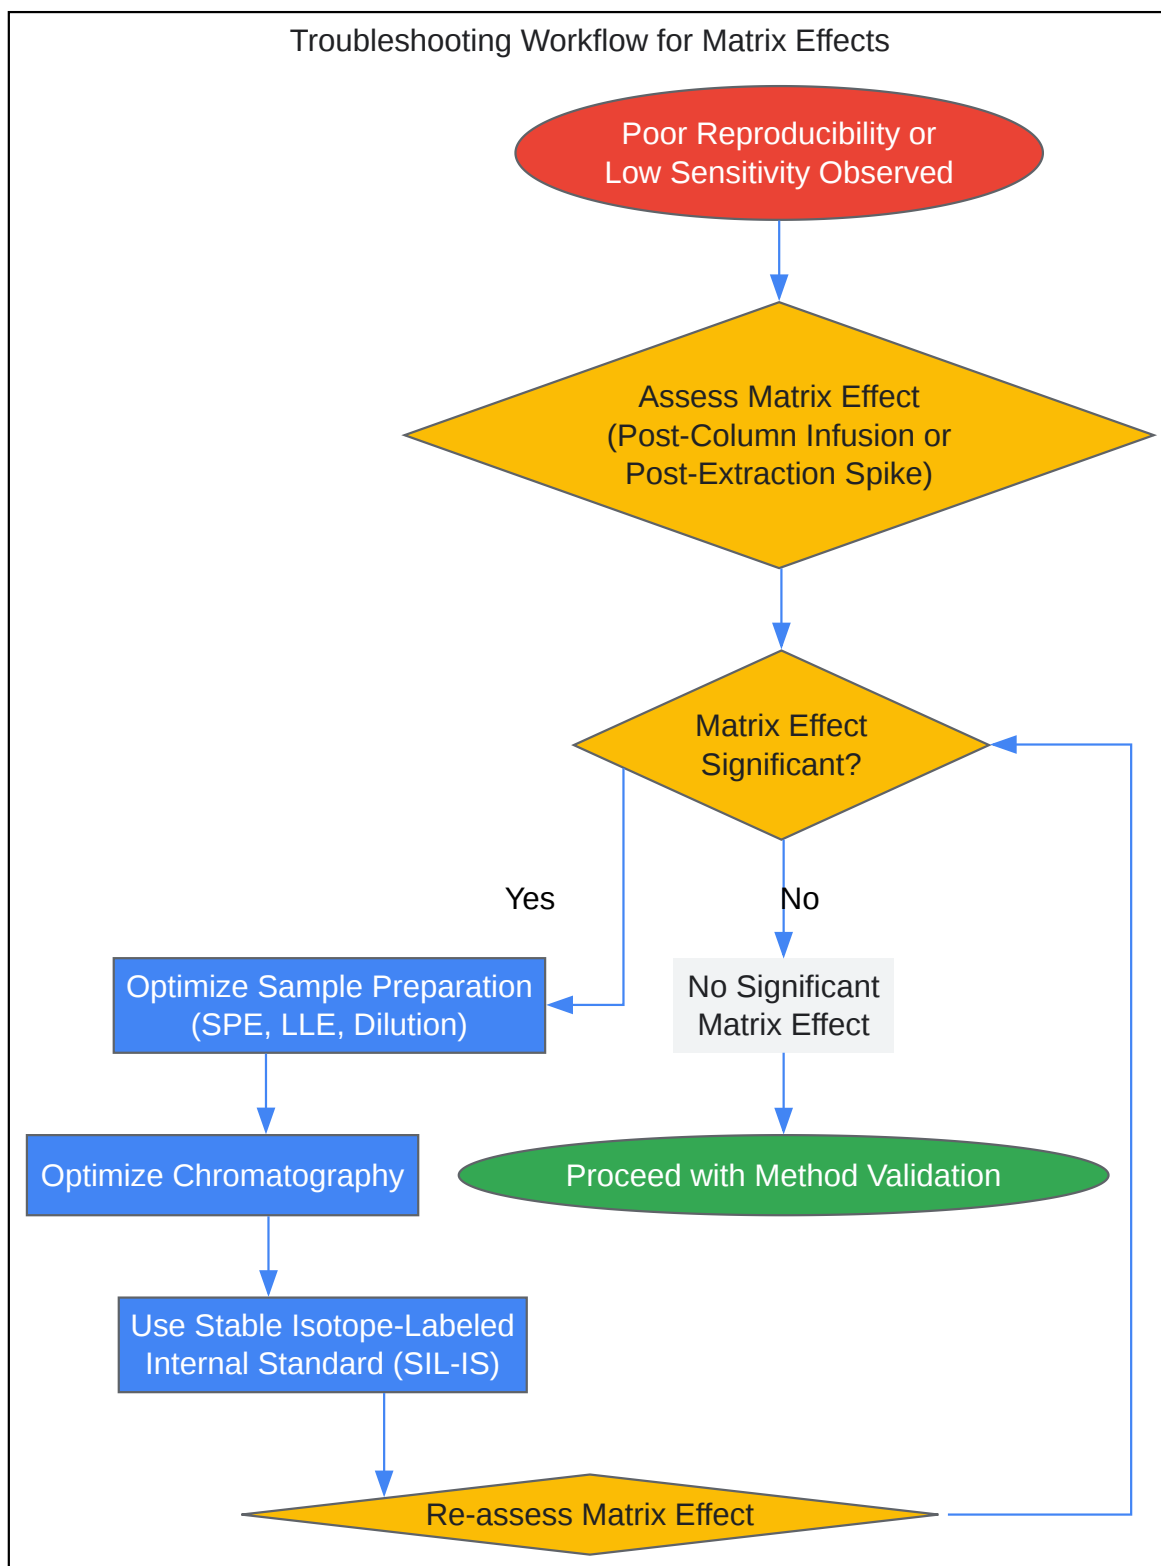 Troubleshooting Workflow for Matrix Effects
Poor Reproducibility or
Low Sensitivity Observed
Assess Matrix Effect
(Post-Column Infusion or
Post-Extraction Spike)
Matrix Effect
Significant?
Yes
No
Optimize Sample Preparation
(SPE, LLE, Dilution)
No Significant
Matrix Effect
Optimize Chromatography
Proceed with Method Validation
Use Stable Isotope-Labeled
Internal Standard (SIL-IS)
Re-assess Matrix Effect